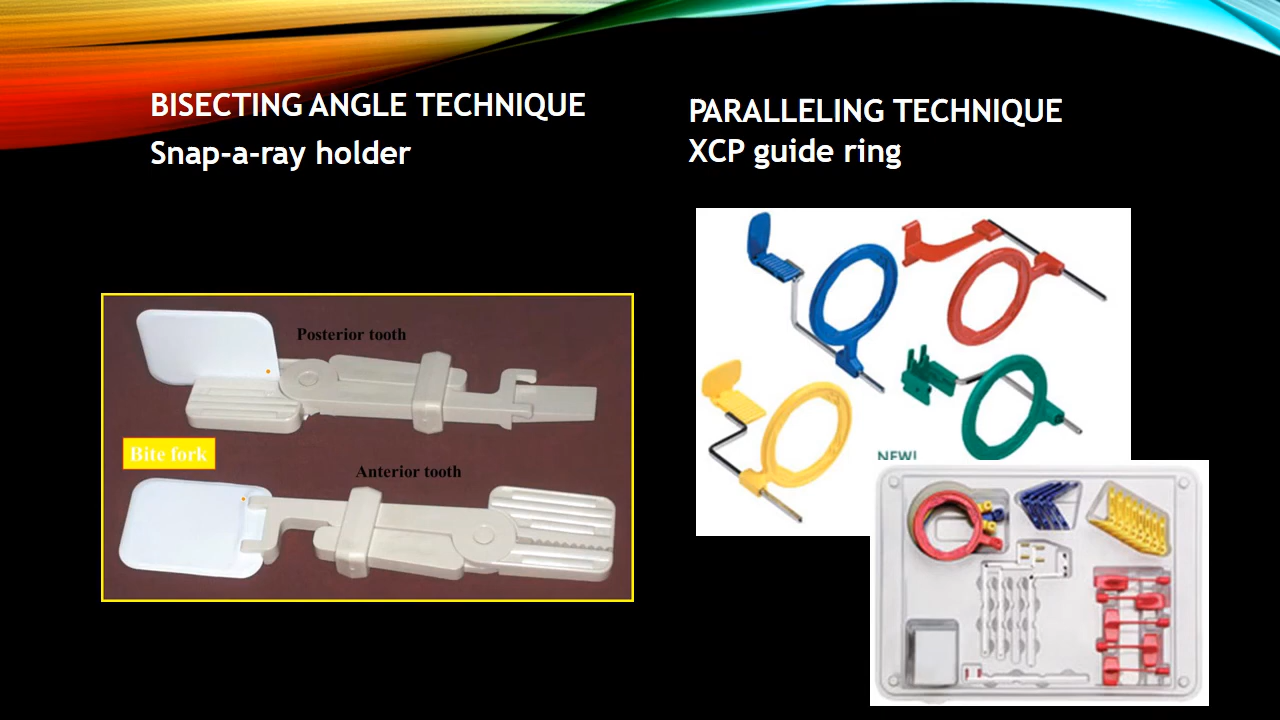 BISECTING ANGLE TECHNIQUE
Snap-a-ray holder
Posterior tooth
Bite fork
Anterior tooth
PARALLELING TECHNIQUE
XCP guide ring
NEW!